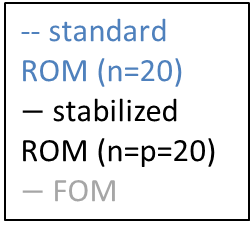 -- standard
ROM (n=20)
— stabilized
ROM (n=p=20)
— FOM